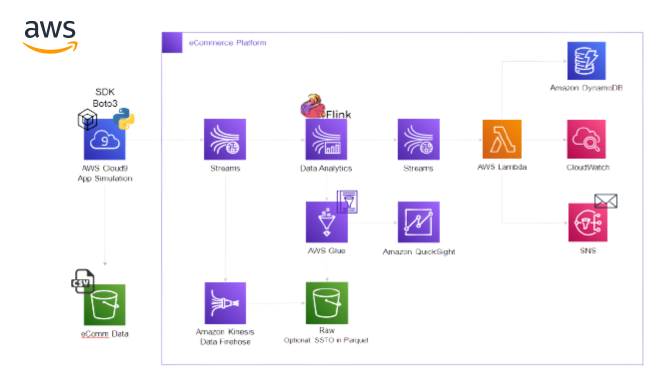 aws
eCommerce Platform
SDK
Boto3
Flink
9
AWS Cloud9
App Simulation
Streams
Data Analytics
Streams
AWS Lambda
Amazon DynamoDB
CloudWatch
SNS
AWS Glue
Amazon QuickSight
CSV
eComm Data
Amazon Kinesis
Data Firehose
Raw
Optional SSTO in Parquet